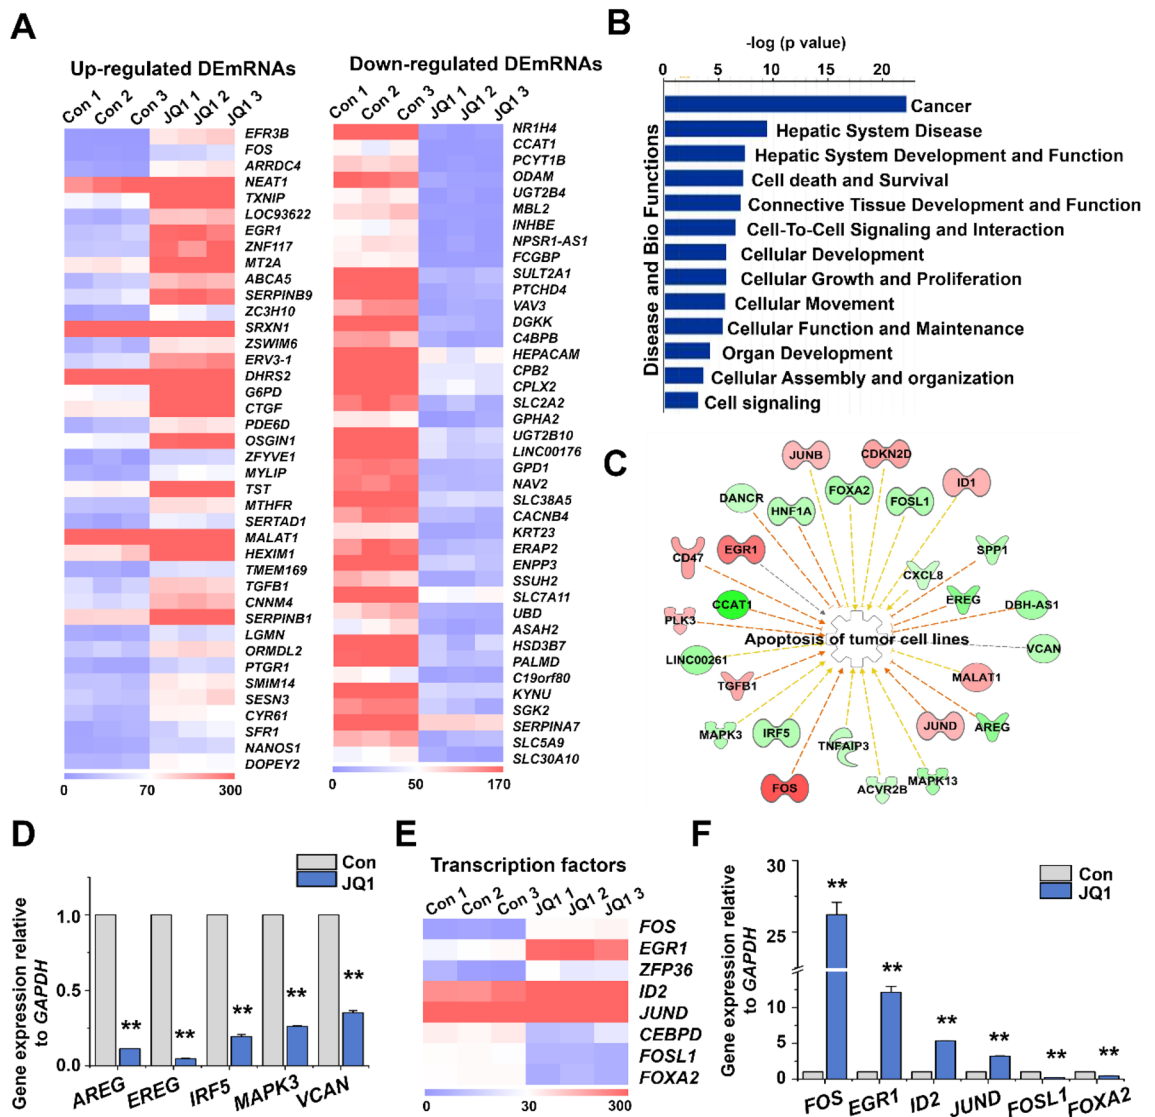 A
Up-regulated DEmRNAs
Con 1 Con 2 Con 3 JQ1 1 JQ1 2 JQ1 3
EFR3B
FOS
ARRDC4
NEAT1
TXNIP
LOC93622
EGR1
ZNF117
MT2A
ABCA5
SERPINB9
ZC3H10
SRXN1
ZSWIM6
ERV3-1
DHRS2
G6PD
CTGF
PDE6D
OSGIN1
ZFYVE1
MYLIP
TST
MTHFR
SERTAD1
MALAT1
HEXIM1
TMEM169
TGFB1
CNNM4
SERPINB1
LGMN
ORMDL2
PTGR1
SMIM14
SESN3
CYR61
SFR1
NANOS1
DOPEY2
0 70 300
Down-regulated DEmRNAs
Con 1 Con 2 Con 3 JQ1 1 JQ1 2 JQ1 3
NR1H4
CCAT1
PCYT1B
ODAM
UGT2B4
MBL2
INHBE
NPSR1-AS1
FCGBP
SULT2A1
PTCHD4
VAV3
DGKK
C4BPB
HEPACAM
CPB2
CPLX2
SLC2A2
GPHA2
UGT2B10
LINC00176
GPD1
NAV2
SLC38A5
CACNB4
KRT23
ERAP2
ENPP3
SSUH2
SLC7A11
UBD
ASAH2
HSD3B7
PALMD
C19orf80
KYNU
SGK2
SERPINA7
SLC5A9
SLC30A10
0 50 170
B
-log (p value)
0 5 10 15 20
Disease and Bio Functions
Cancer
Hepatic System Disease
Hepatic System Development and Function
Cell death and Survival
Connective Tissue Development and Function
Cell-To-Cell Signaling and Interaction
Cellular Development
Cellular Growth and Proliferation
Cellular Movement
Cellular Function and Maintenance
Organ Development
Cellular Assembly and organization
Cell signaling
C
JUNB
CDKN2D
FOXA2
ID1
DANCR
HNF1A
FOSL1
CD47
EGR1
SPP1
CXCL8
EREG
CCAT1
DBH-AS1
PLK3
Apoptosis of tumor cell lines
VCAN
LINC00261
TGFB1
MALAT1
MAPK3
IRF5
TNFAIP3
JUND
AREG
FOS
ACVR2B
MAPK13
D
Con
JQ1
Gene expression relative
to GAPDH
1.0
0.5
0.0
** ** ** ** **
AREG EREG IRF5 MAPK3 VCAN
E
Transcription factors
Con 1 Con 2 Con 3 JQ1 1 JQ1 2 JQ1 3
FOS
EGR1
ZFP36
ID2
JUND
CEBPD
FOSL1
FOXA2
0 30 300
F
Con
JQ1
Gene expression relative
to GAPDH
30
25
10
5
0
** ** ** ** ** **
FOS EGR1 ID2 JUND FOSL1 FOXA2